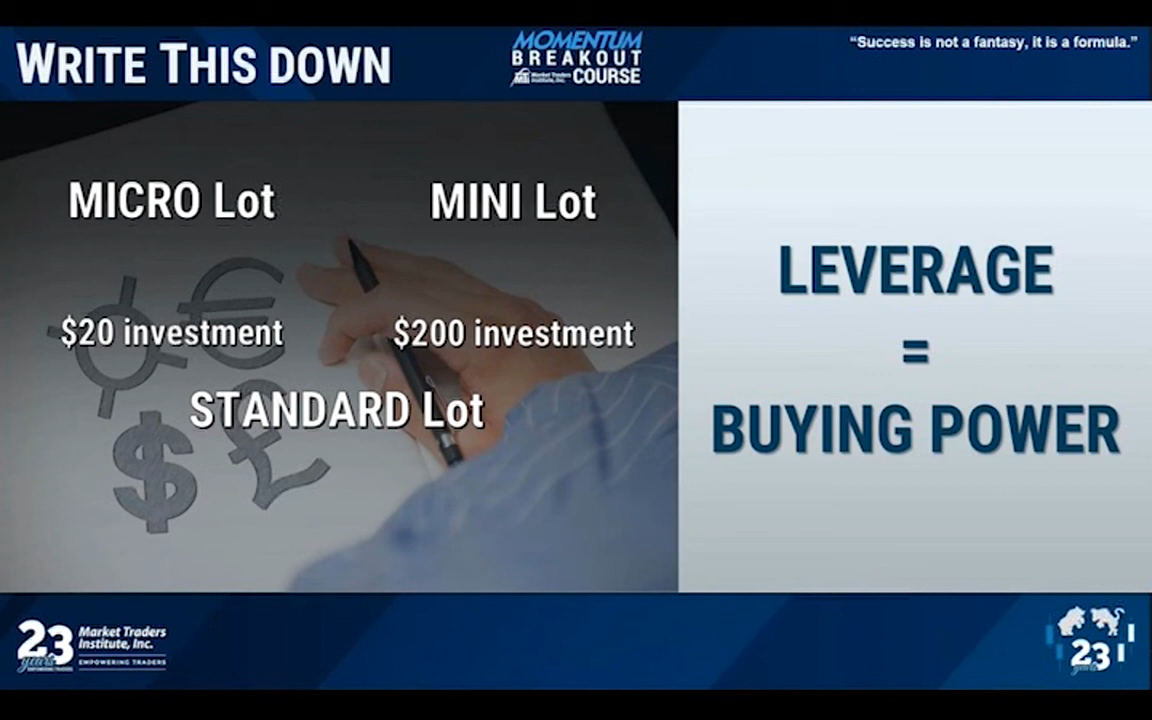 WRITE THIS DOWN
MOMENTUM
BREAKOUT
Market Traders
Institute, Inc.
COURSE
“Success is not a fantasy, it is a formula.”
MICRO Lot
MINI Lot
$20 investment
$200 investment
STANDARD Lot
LEVERAGE
=
BUYING POWER
23
years
Market Traders
Institute, Inc.
EMPOWERING TRADERS
23
years